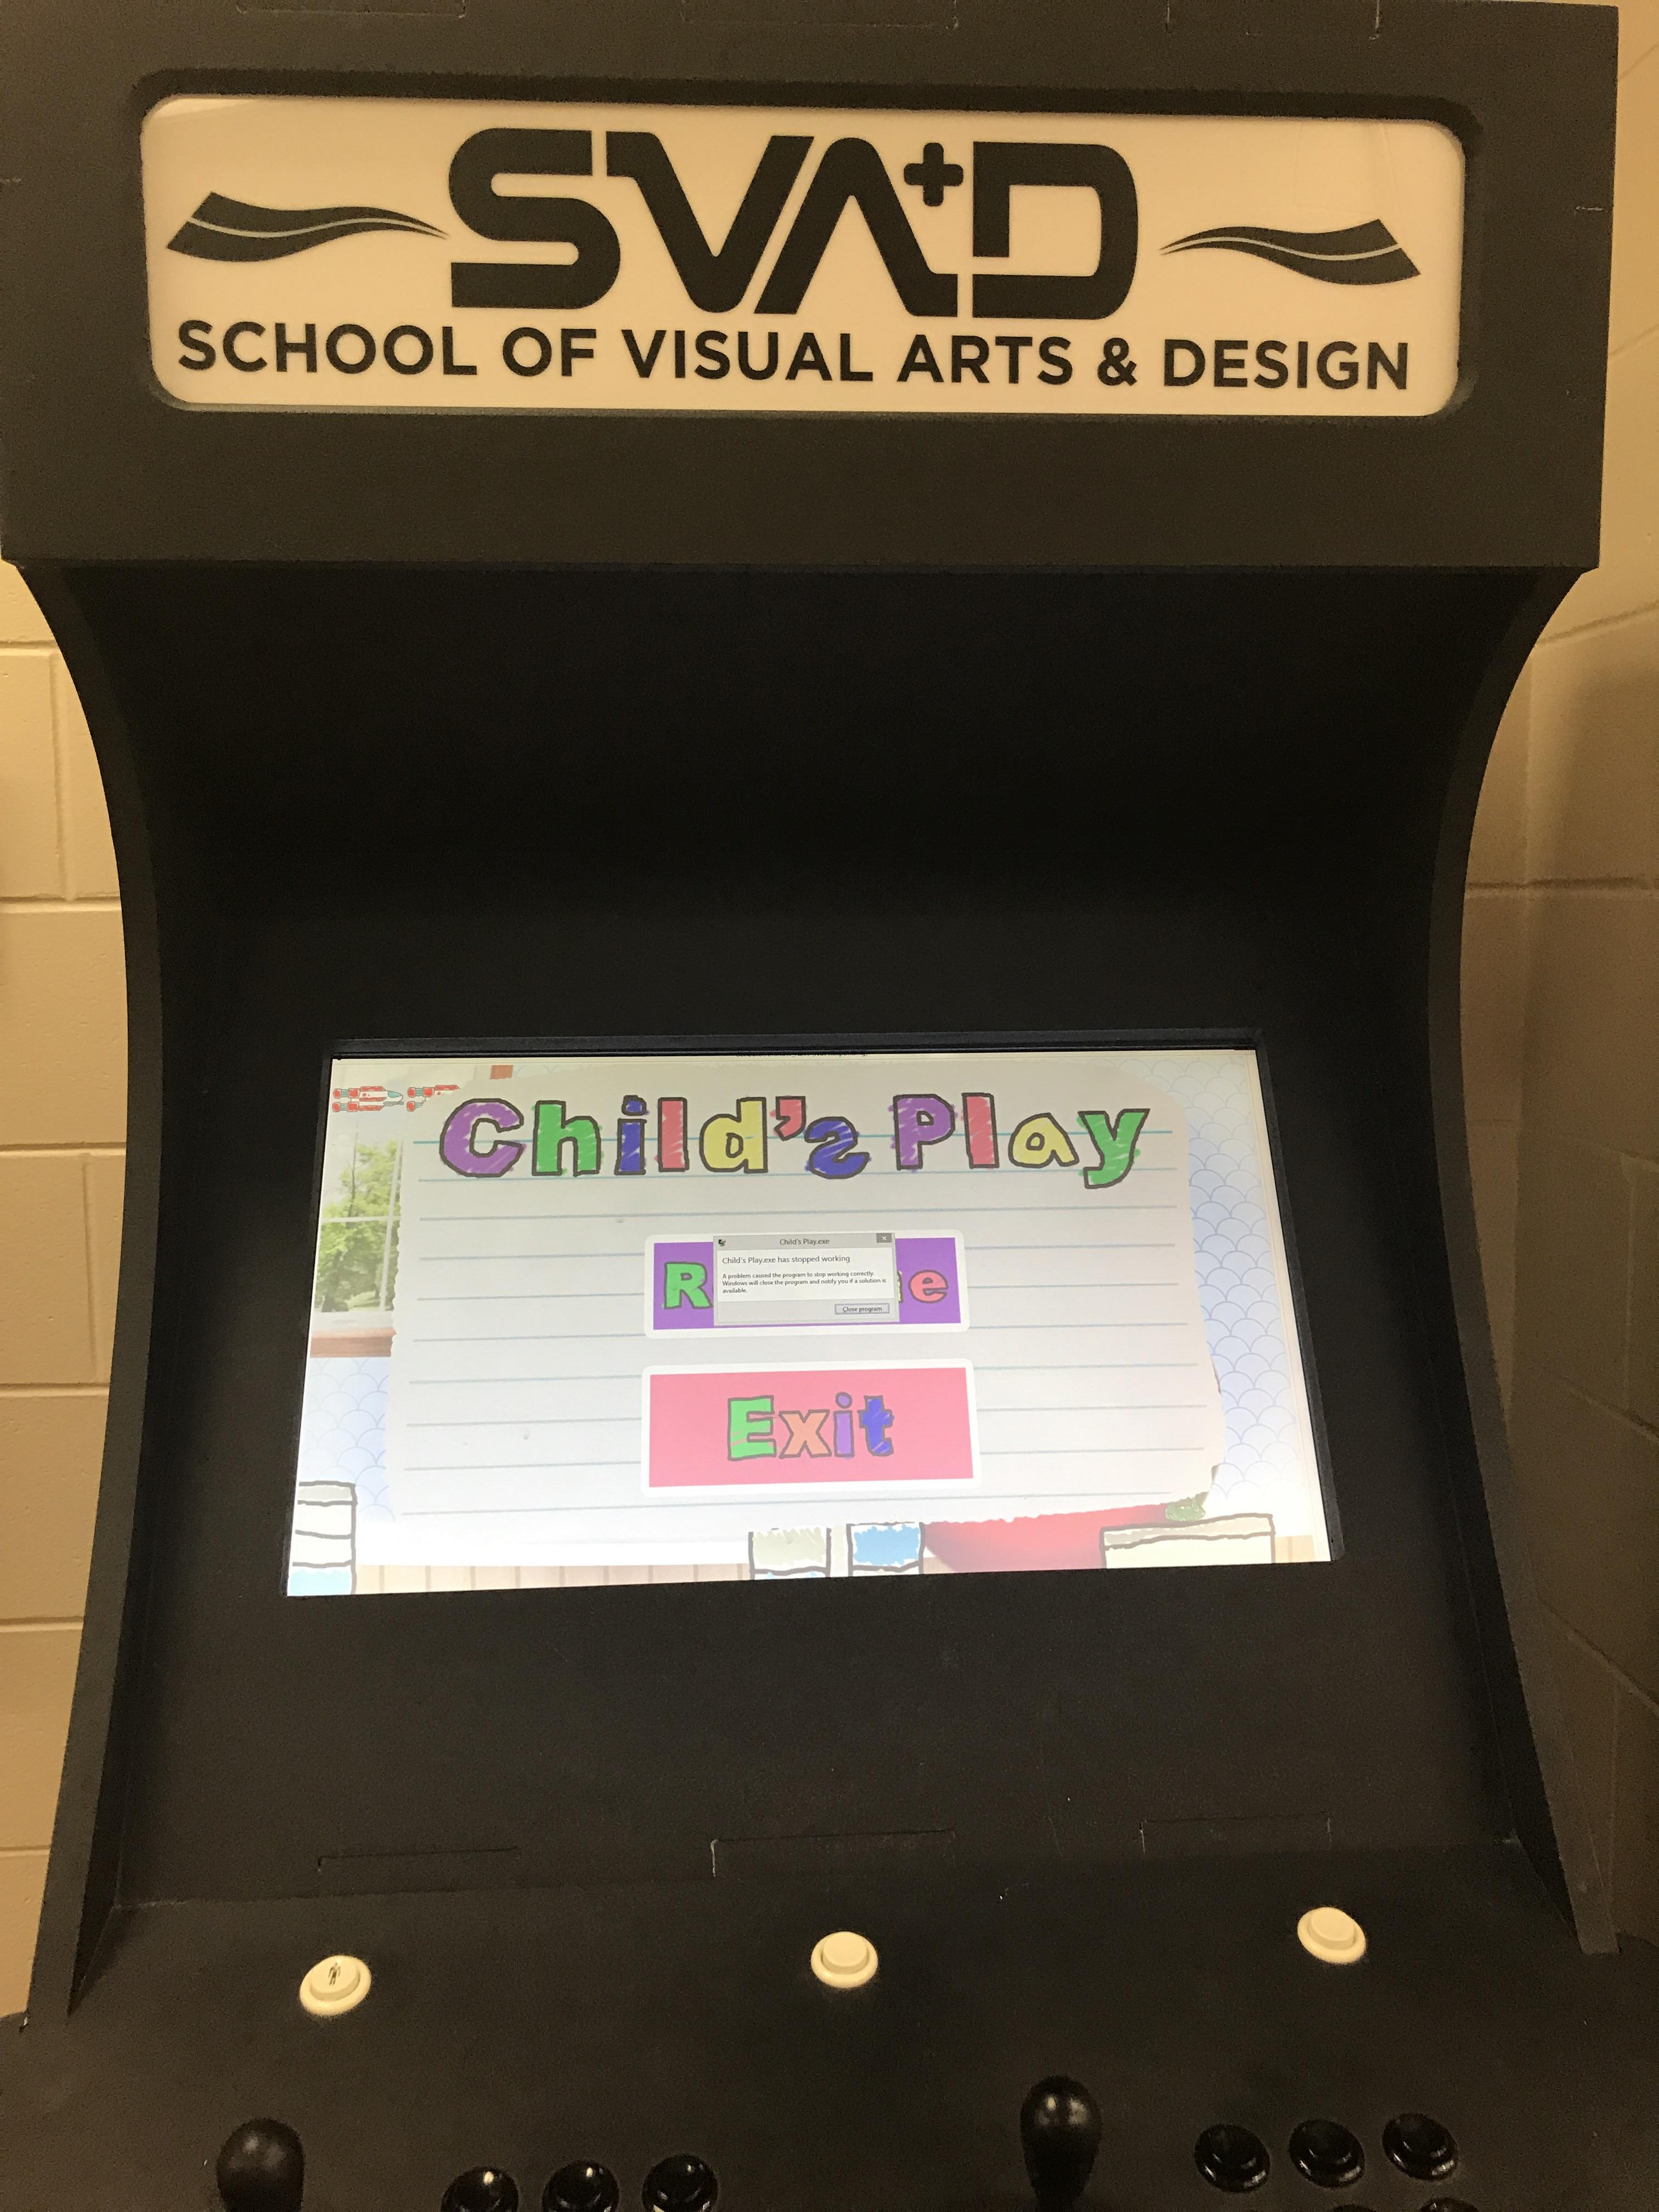 SVA+D
SCHOOL OF VISUAL ARTS & DESIGN
Child's Play
Child's Play.exe
Child's Play.exe has stopped working
A problem caused the program to stop working correctly.
Windows will close the program and notify you if a solution is
available.
Close program
R
e
Exit